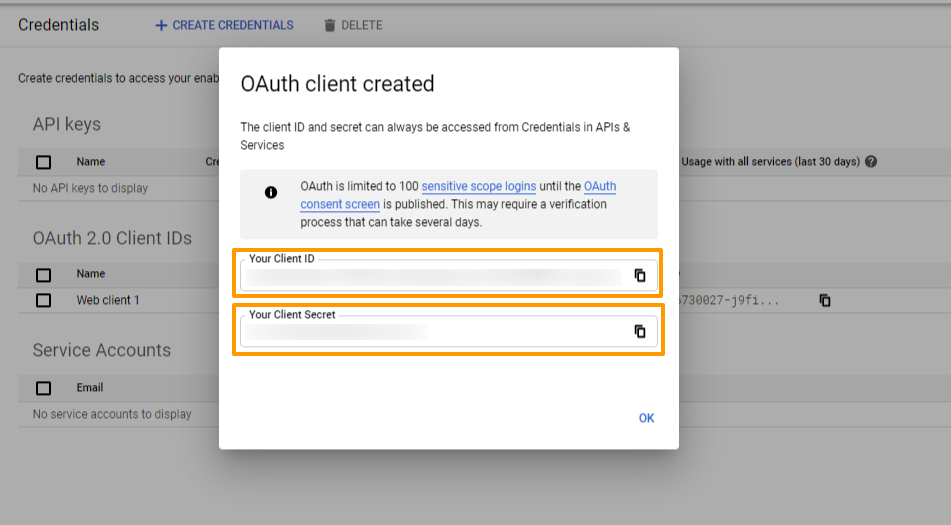 Credentials
CREATE CREDENTIALS
DELETE
Create credentials to access your enab
API keys
Name
Cre
Usage with all services (last 30 days)
No API keys to display
OAuth 2.0 Client IDs
Name
Web client 1
730027-j9fi...
Service Accounts
Email
No service accounts to display
OAuth client created
The client ID and secret can always be accessed from Credentials in APIs &
Services
OAuth is limited to 100 sensitive scope logins until the OAuth
consent screen is published. This may require a verification
process that can take several days.
Your Client ID
Your Client Secret
OK